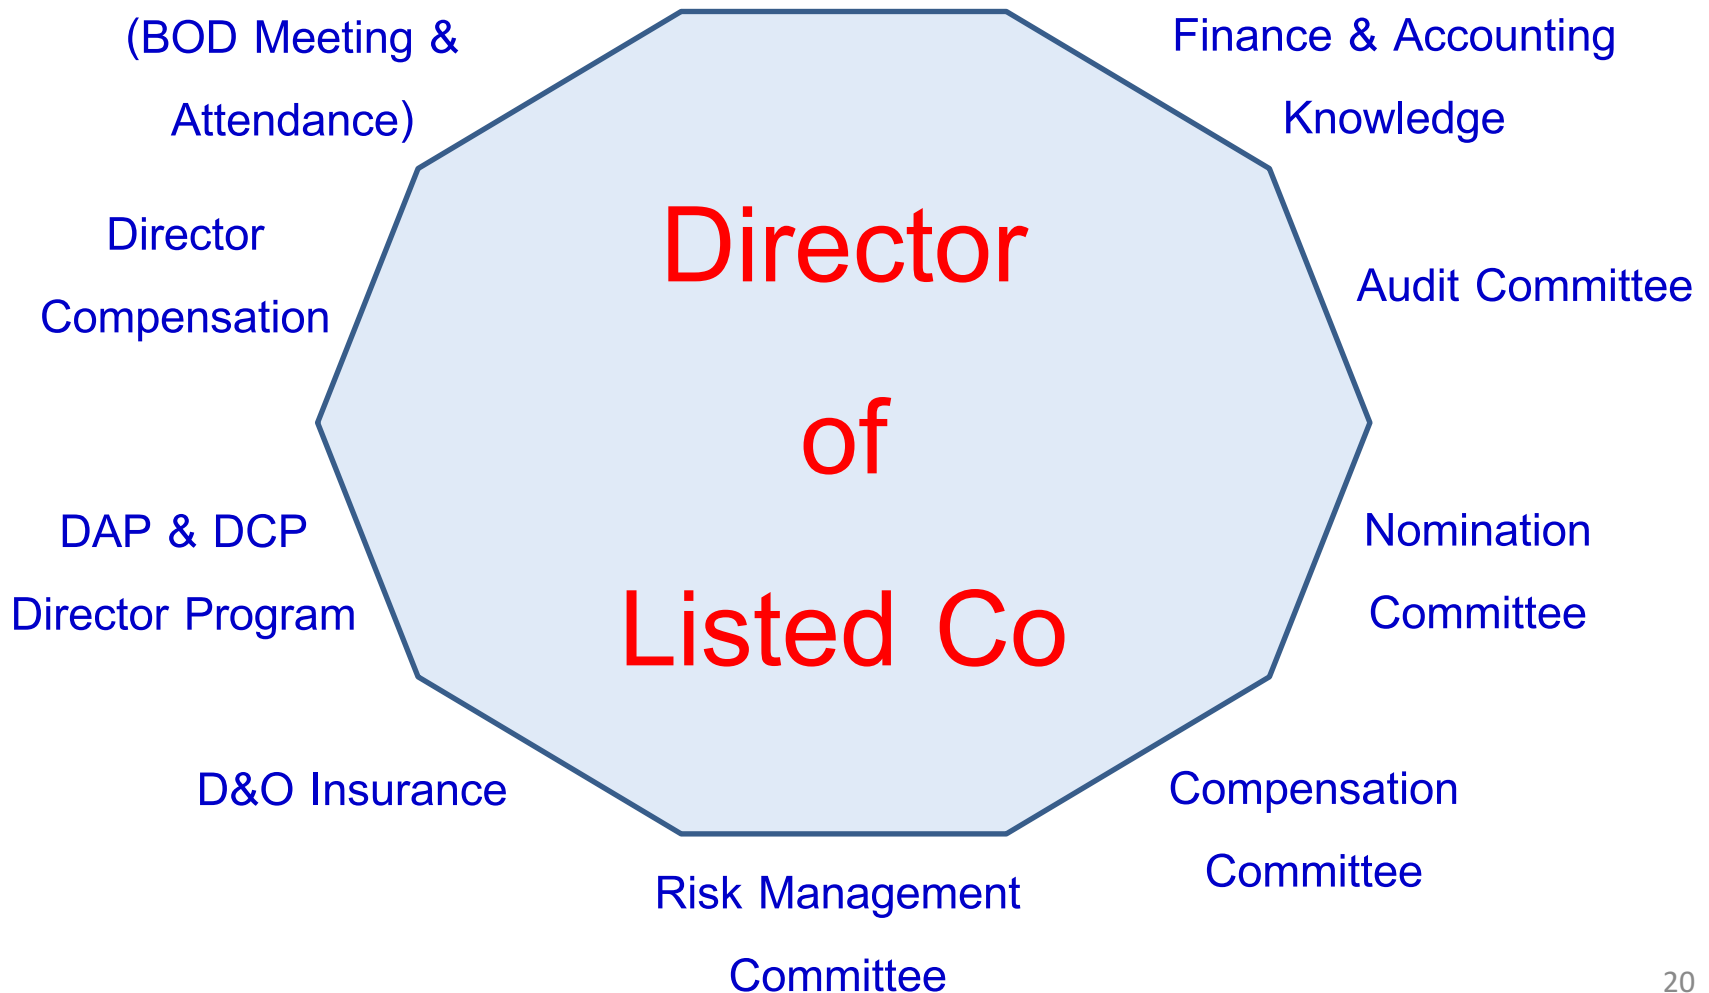 (BOD Meeting &
Attendance)
Finance & Accounting
Knowledge
Director
Compensation
Director
of
Listed Co
Audit Committee
DAP & DCP
Director Program
Nomination
Committee
D&O Insurance
Compensation
Committee
Risk Management
Committee
20